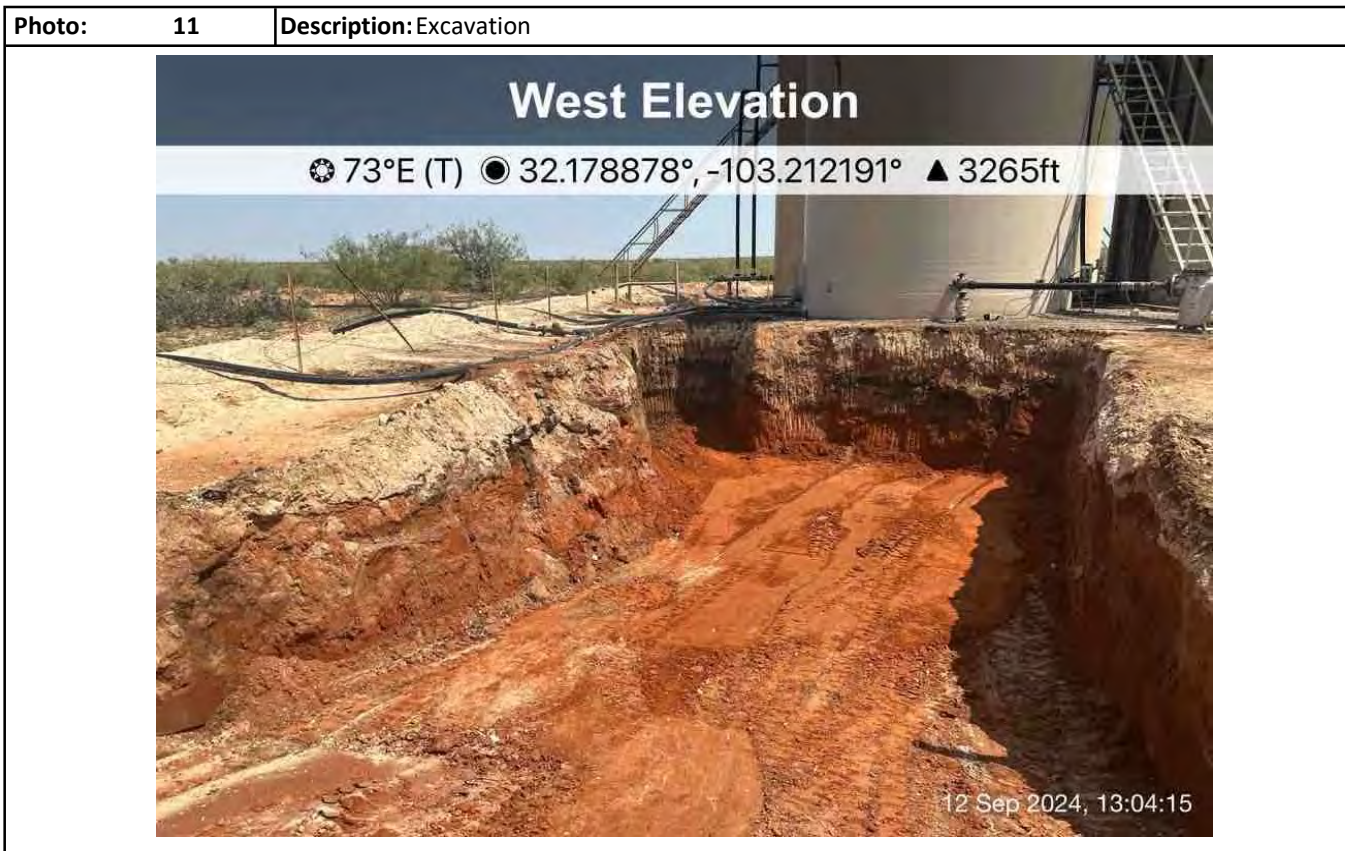 Photo: 11 Description: Excavation
West Elevation
73°E (T) 32.178878°, -103.212191° ▲ 3265ft
12 Sep 2024, 13:04:15